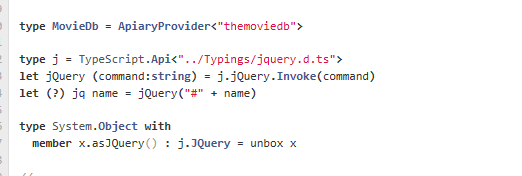 type MovieDb = ApiaryProvider<"themoviedb">
type j = TypeScript.Api<"../Typings/jquery.d.ts">
let jQuery (command:string) = j.jQuery.Invoke(command)
let (?) jq name = jQuery("#" + name)
type System.Object with
member x.asJQuery() : j.JQuery = unbox x
//